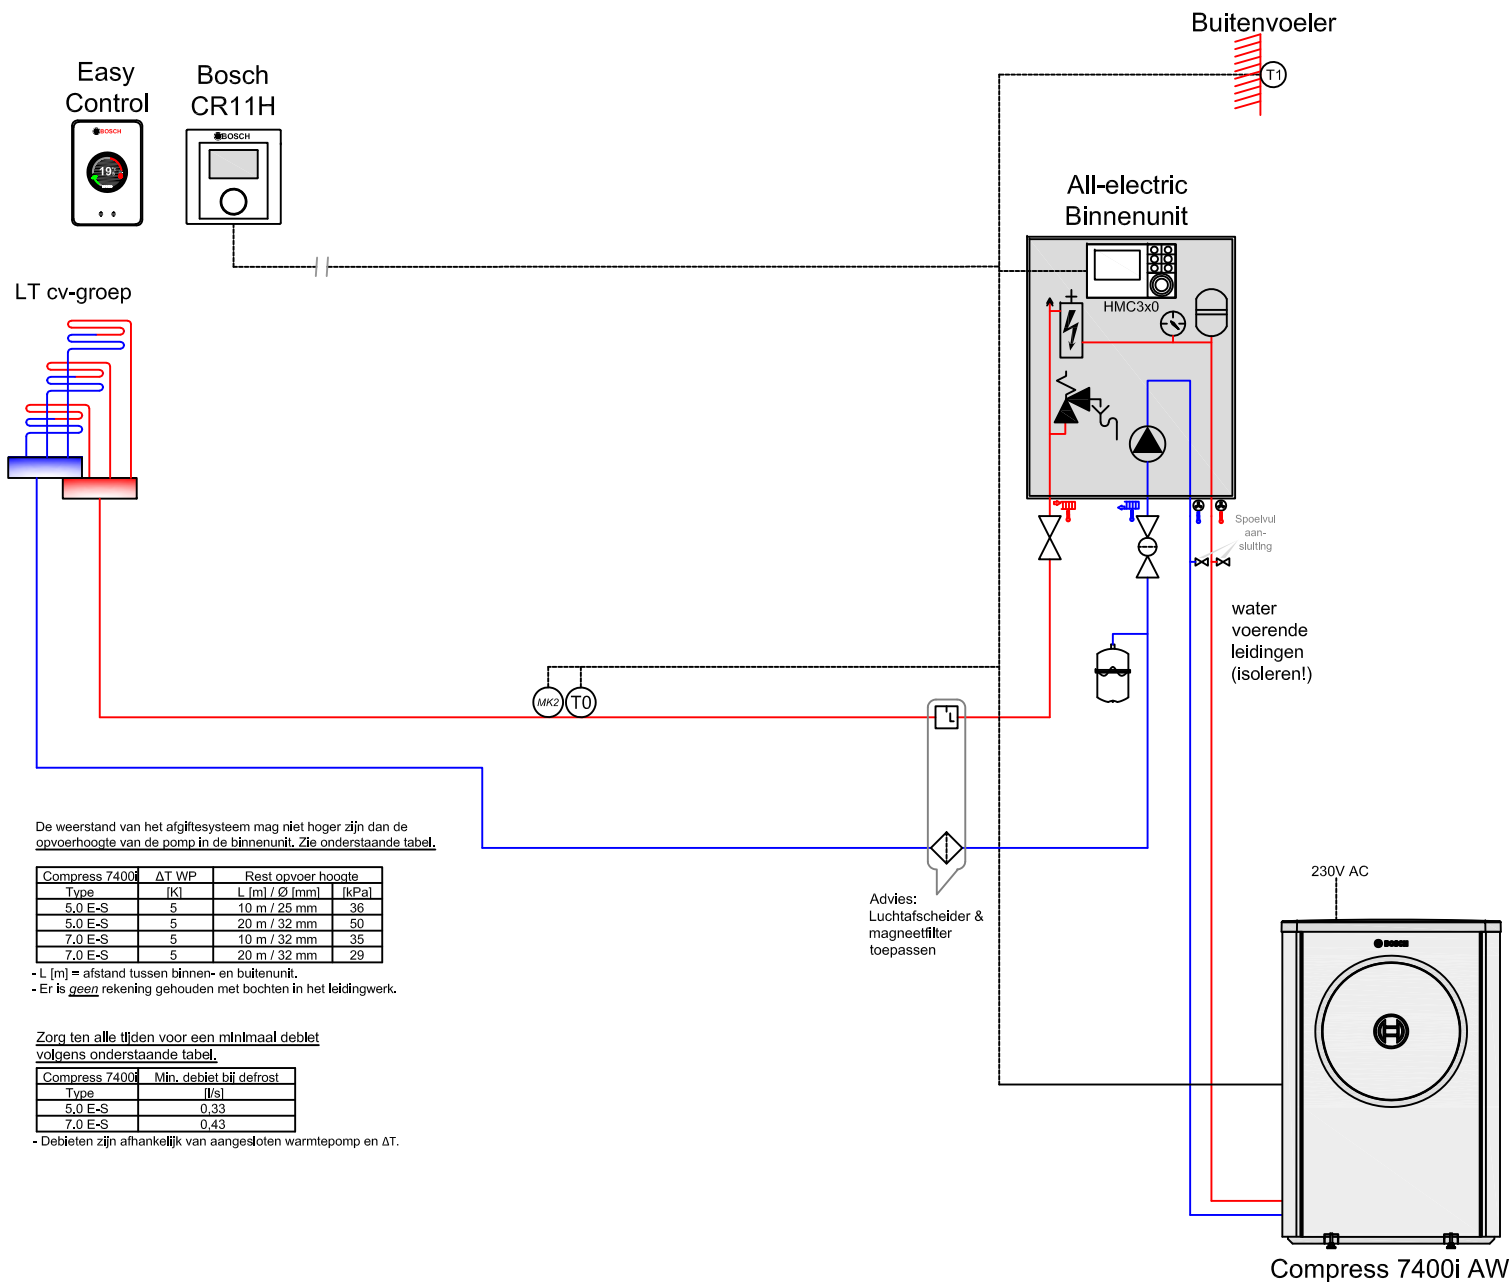 Buitenvoeler
T1
Easy
Control
BOSCH
19
Bosch
CR11H
BOSCH
All-electric
Binnenunit
HMC3x0
LT cv-groep
Spoelvul
aan-
sluiting
water
voerende
leidingen
(isoleren!)
MK2
T0
L
Advies:
Luchtafscheider &
magneetfilter
toepassen
De weerstand van het afgiftesysteem mag niet hoger zijn dan de
opvoerhoogte van de pomp in de binnenunit. Zie onderstaande tabel.
Compress 7400i ΔT WP Rest opvoer hoogte
Type [K] L [m] / Ø [mm] [kPa]
5.0 E-S 5 10 m / 25 mm 36
5.0 E-S 5 20 m / 32 mm 50
7.0 E-S 5 10 m / 32 mm 35
7.0 E-S 5 20 m / 32 mm 29
- L [m] = afstand tussen binnen- en buitenunit.
- Er is geen rekening gehouden met bochten in het leidingwerk.
Zorg ten alle tijden voor een minimaal debiet
volgens onderstaande tabel.
Compress 7400i Min. debiet bij defrost
Type [l/s]
5.0 E-S 0,33
7.0 E-S 0,43
- Debieten zijn afhankelijk van aangesloten warmtepomp en ΔT.
230V AC
BOSCH
Compress 7400i AW